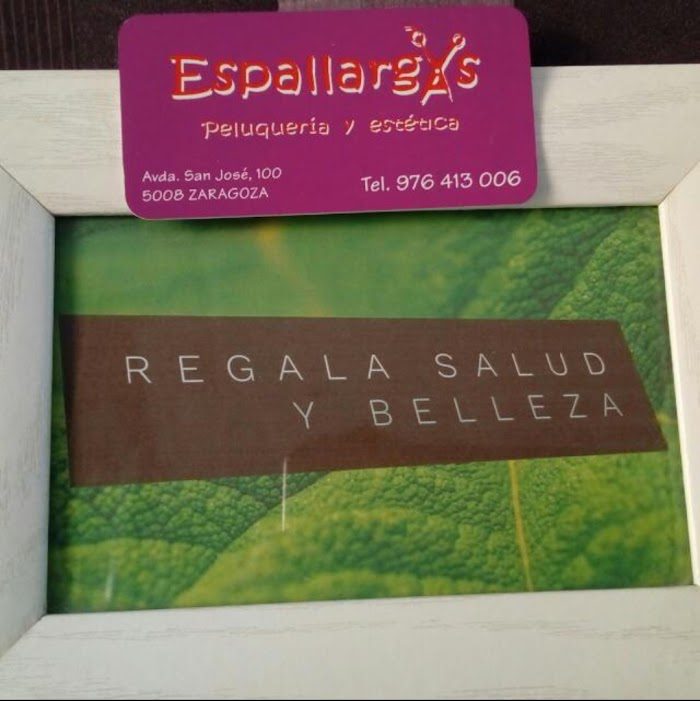 Espallargas
Peluquería y estética
Avda. San José, 100
5008 ZARAGOZA
Tel. 976 413 006
REGALA SALUD
Y BELLEZA